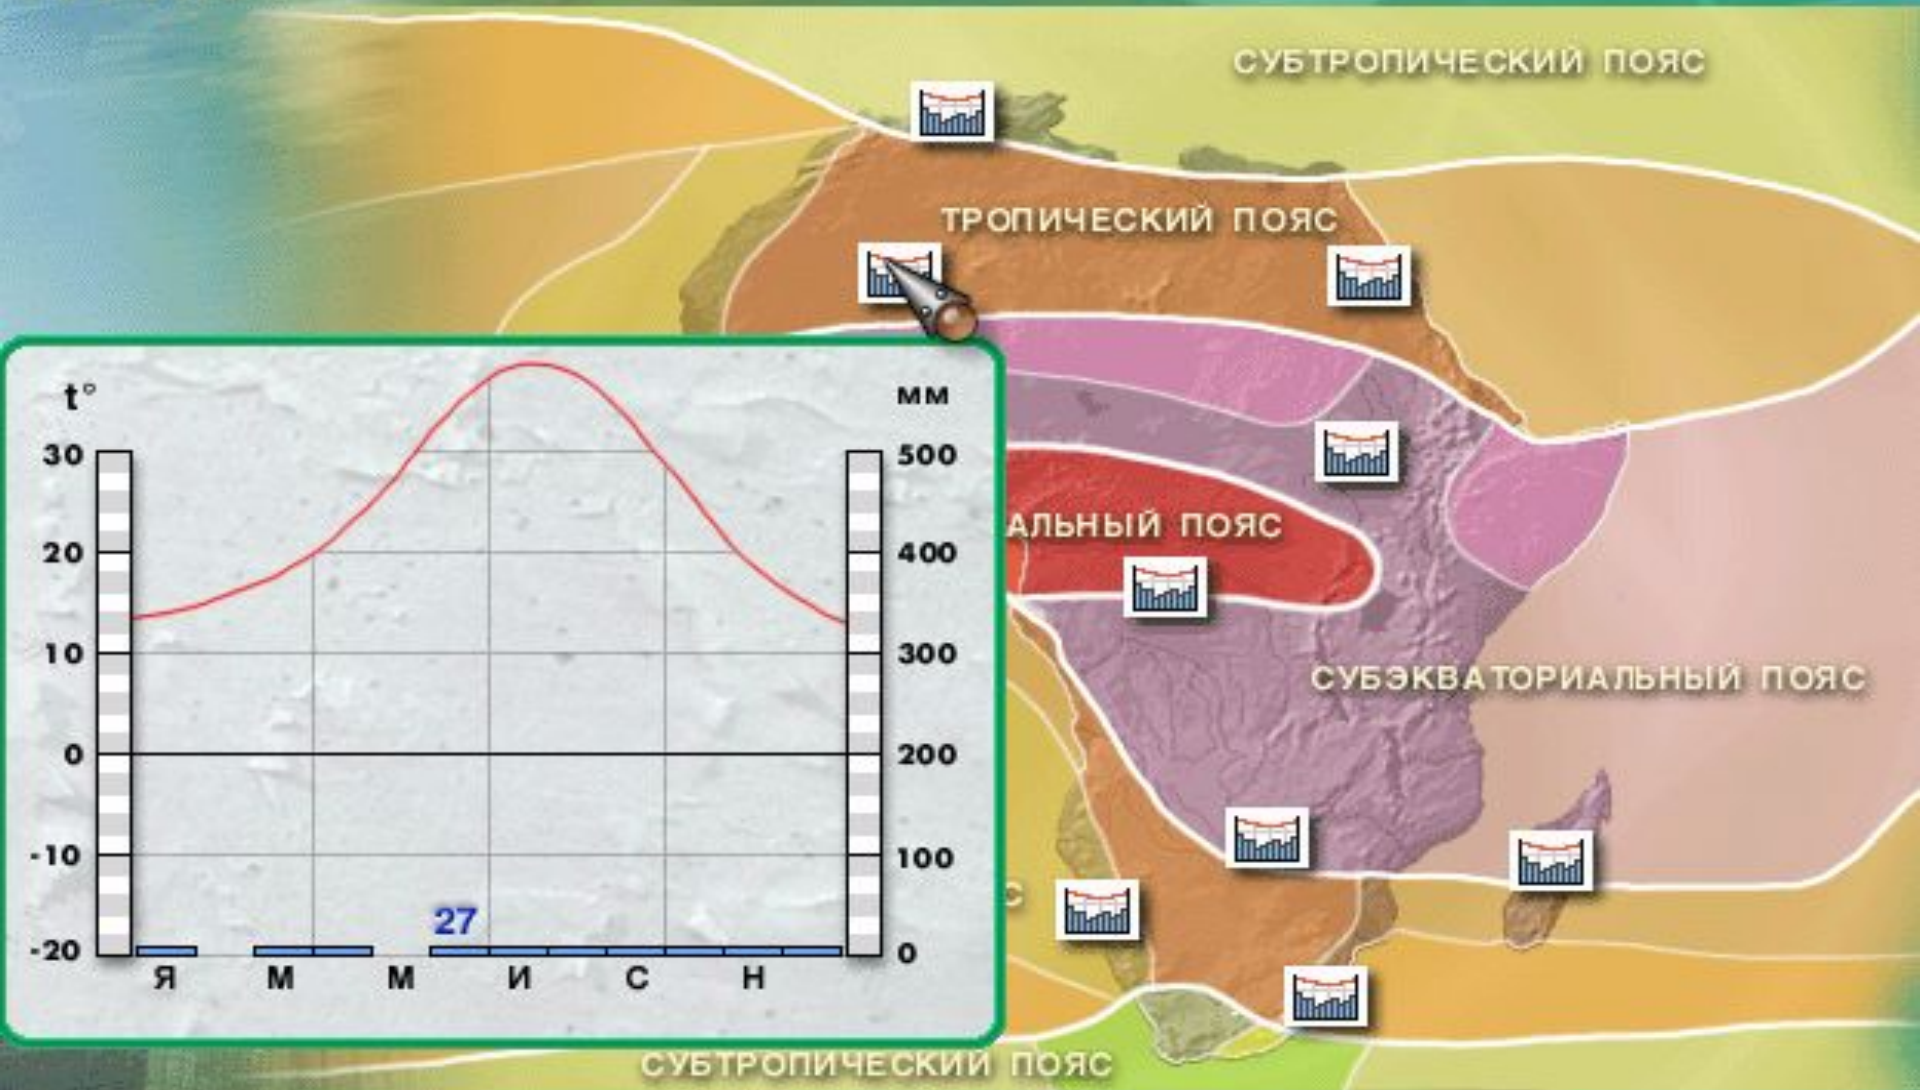 СУБТРОПИЧЕСКИЙ ПОЯС
ТРОПИЧЕСКИЙ ПОЯС
t° мм
30 500
20 400
АЛЬНЫЙ ПОЯС
10 300
СУБЭКВАТОРИАЛЬНЫЙ ПОЯС
0 200
-10 100
С
27
-20 0
Я М М И С Н
СУБТРОПИЧЕСКИЙ ПОЯС